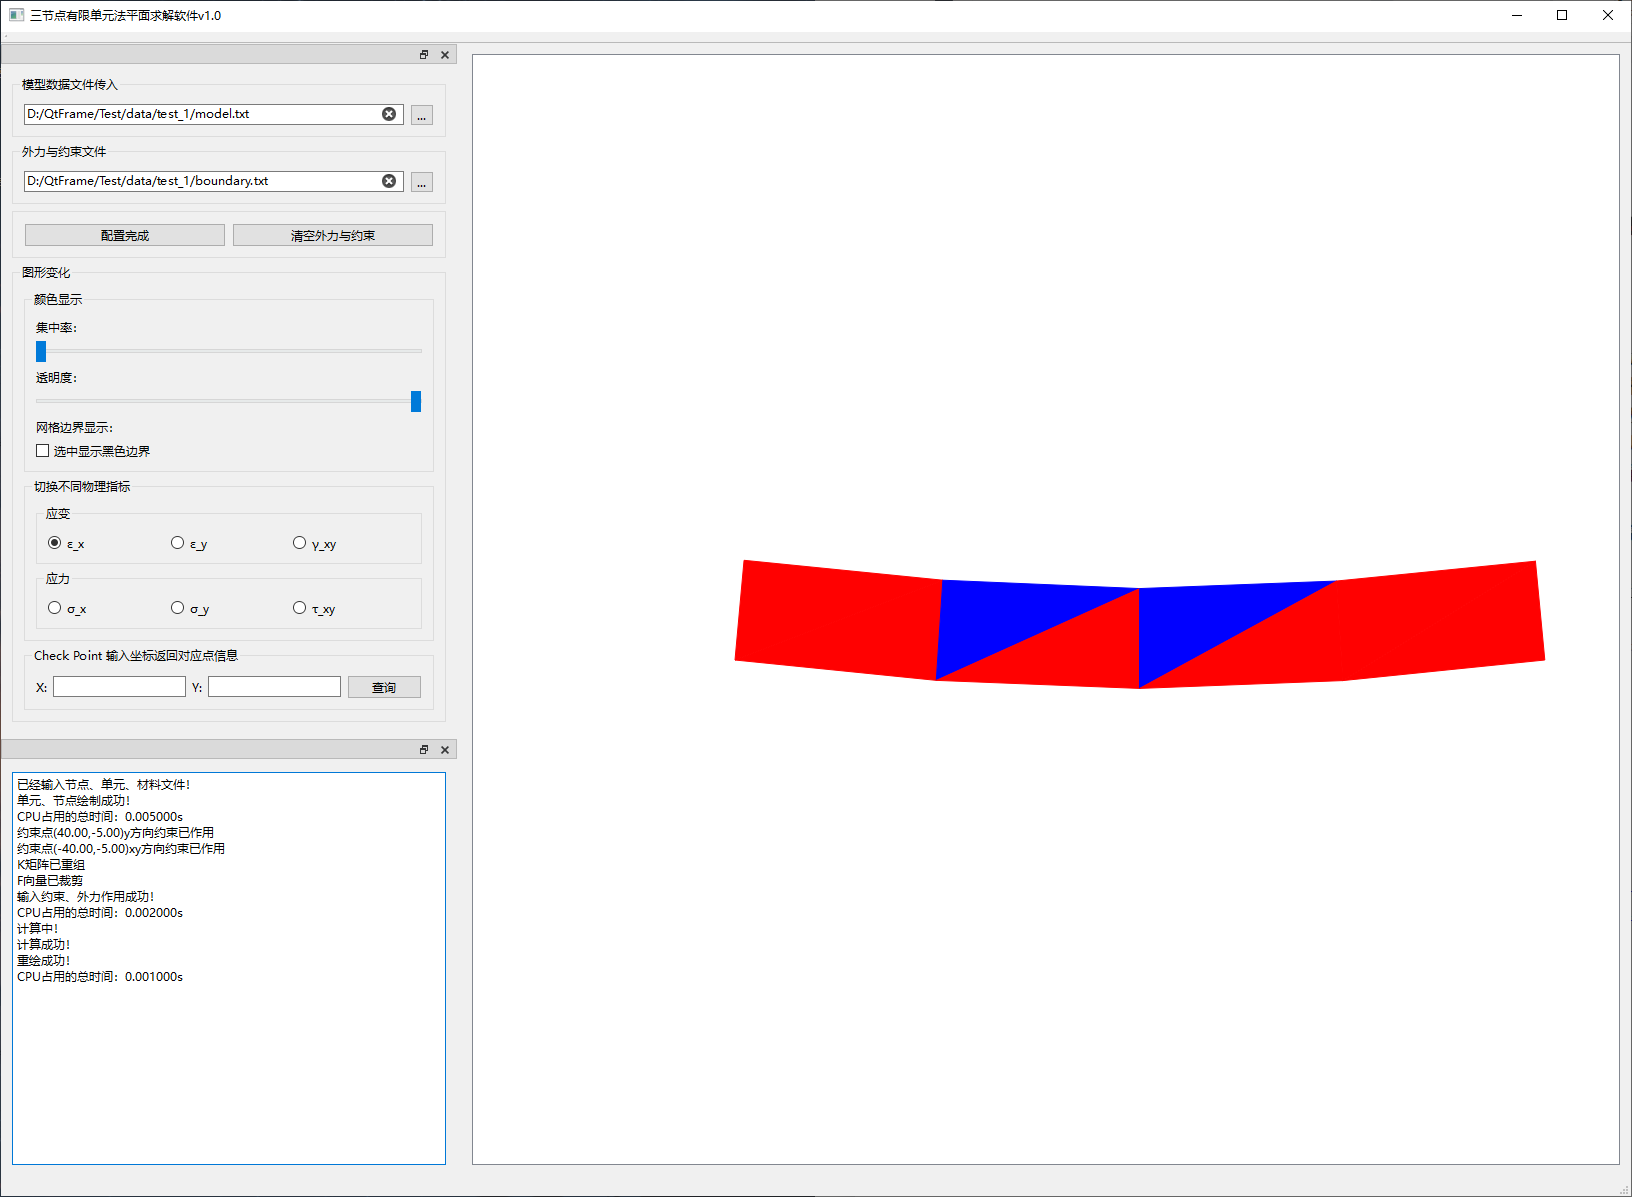 三节点有限单元法平面求解软件v1.0
模型数据文件传入
D:/QtFrame/Test/data/test_1/model.txt
...
外力与约束文件
D:/QtFrame/Test/data/test_1/boundary.txt
...
配置完成 清空外力与约束
图形变化
颜色显示
集中率：
透明度：
网格边界显示：
选中显示黑色边界
切换不同物理指标
应变
ε_x ε_y γ_xy
应力
σ_x σ_y τ_xy
Check Point 输入坐标返回对应点信息
X: Y: 查询
已经输入节点、单元、材料文件！
单元、节点绘制成功！
CPU占用的总时间：0.005000s
约束点(40.00,-5.00)y方向约束已作用
约束点(-40.00,-5.00)xy方向约束已作用
K矩阵已重组
F向量已裁剪
输入约束、外力作用成功！
CPU占用的总时间：0.002000s
计算中！
计算成功！
重绘成功！
CPU占用的总时间：0.001000s